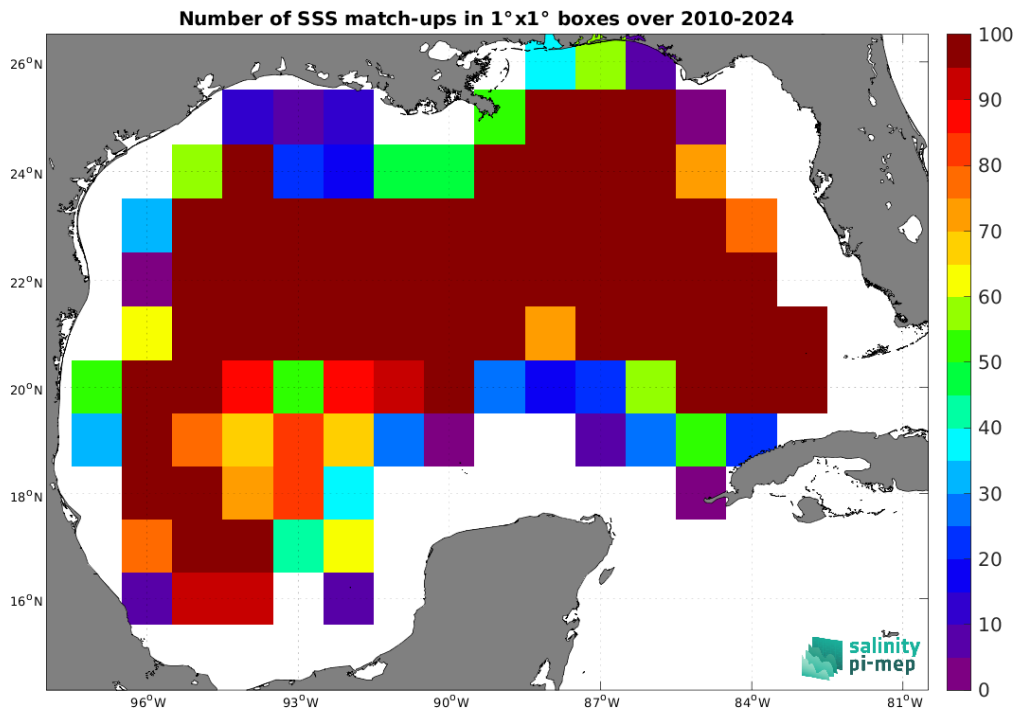 Number of SSS match-ups in 1°x1° boxes over 2010-2024
26°N
24°N
22°N
20°N
18°N
16°N
96°W
93°W
90°W
87°W
84°W
81°W
100
90
80
70
60
50
40
30
20
10
0
salinity
pi-mep